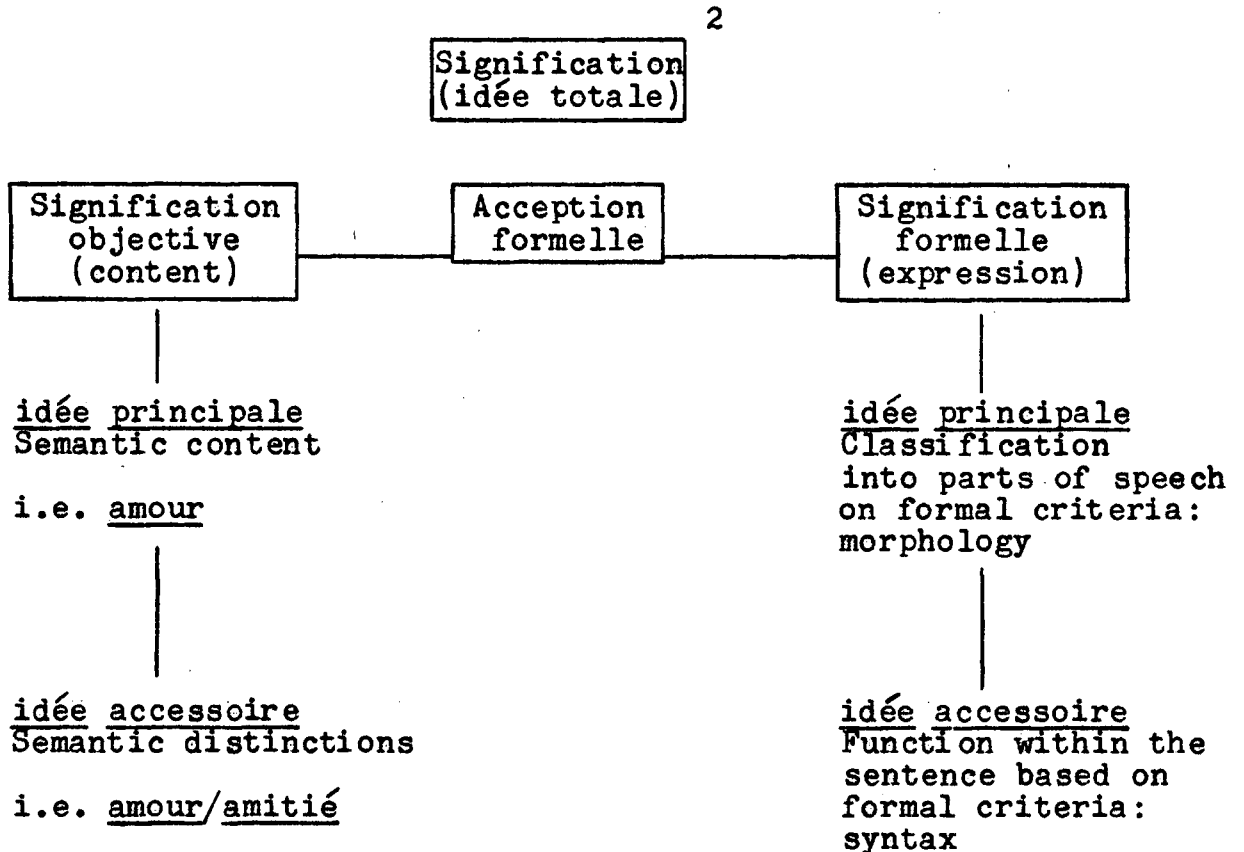 2
Signification
(idée totale)
Signification
objective
(content)
Acception
formelle
Signification
formelle
(expression)
idée principale
Semantic content
i.e. amour
idée accessoire
Semantic distinctions
i.e. amour/amitié
idée principale
Classification
into parts of speech
on formal criteria:
morphology
idée accessoire
Function within the
sentence based on
formal criteria:
syntax